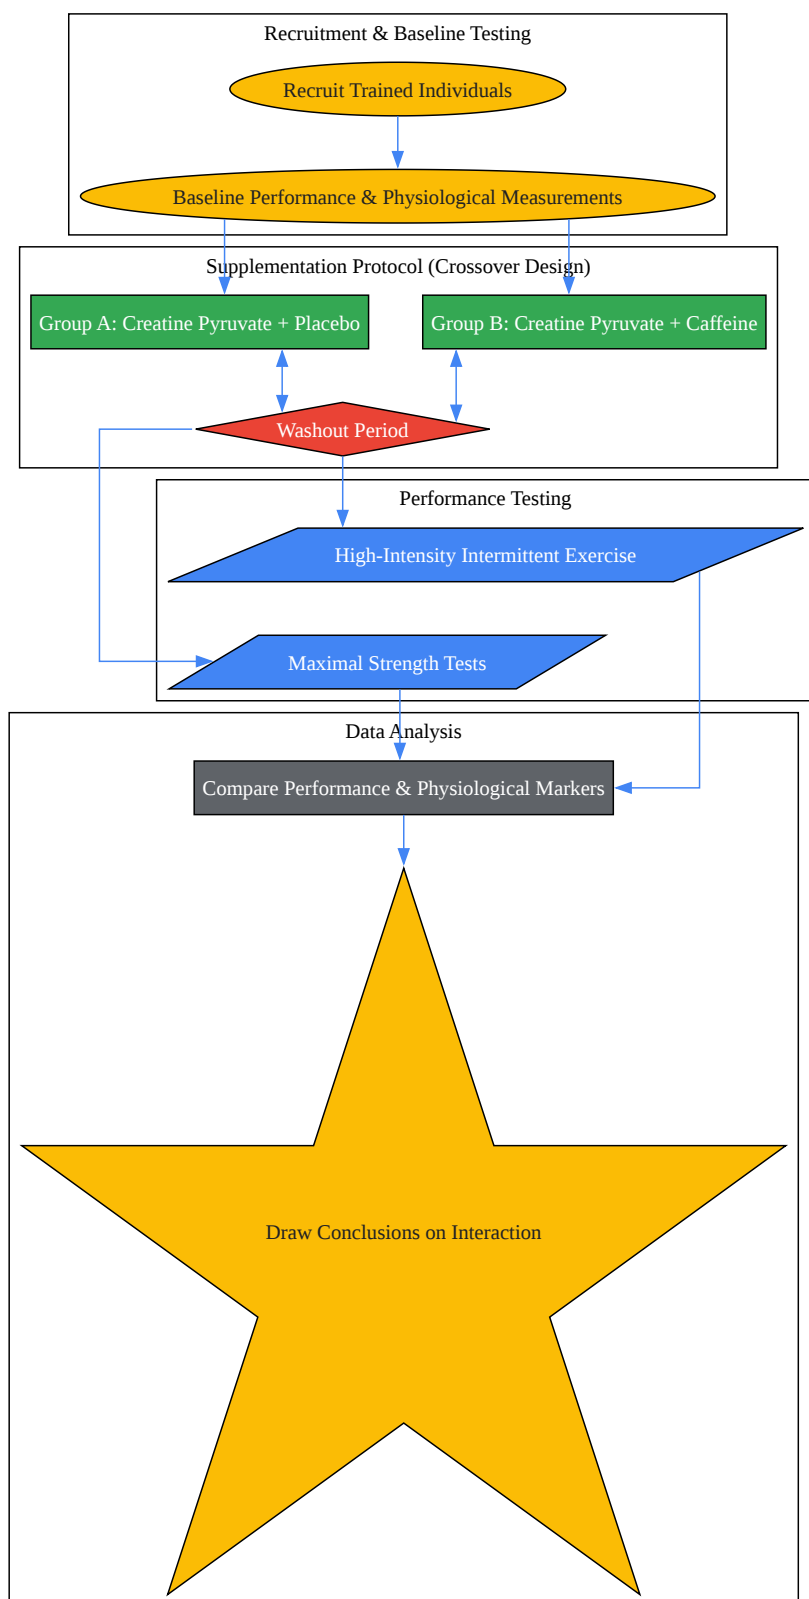 Recruitment & Baseline Testing
Recruit Trained Individuals
Baseline Performance & Physiological Measurements
Supplementation Protocol (Crossover Design)
Group A: Creatine Pyruvate + Placebo
Group B: Creatine Pyruvate + Caffeine
Washout Period
Performance Testing
High-Intensity Intermittent Exercise
Maximal Strength Tests
Data Analysis
Compare Performance & Physiological Markers
Draw Conclusions on Interaction